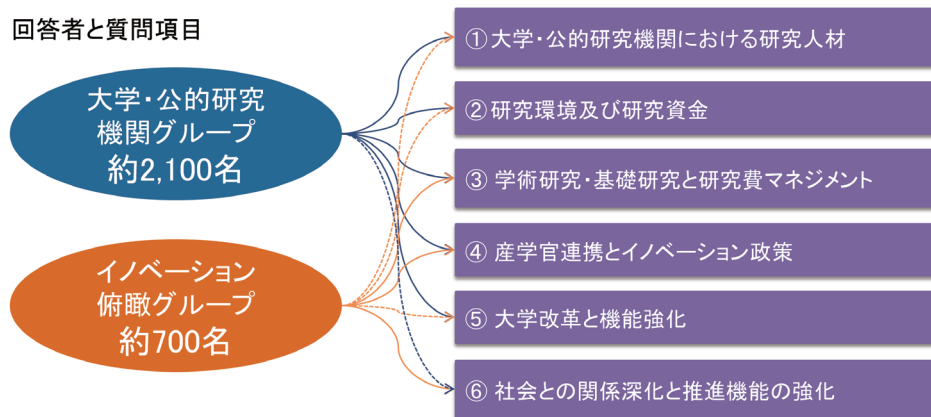 回答者と質問項目
大学・公的研究
機関グループ
約2,100名
イノベーション
俯瞰グループ
約700名
①大学・公的研究機関における研究人材
②研究環境及び研究資金
③ 学術研究・基礎研究と研究費マネジメント
④ 産学官連携とイノベーション政策
⑤ 大学改革と機能強化
⑥ 社会との関係深化と推進機能の強化